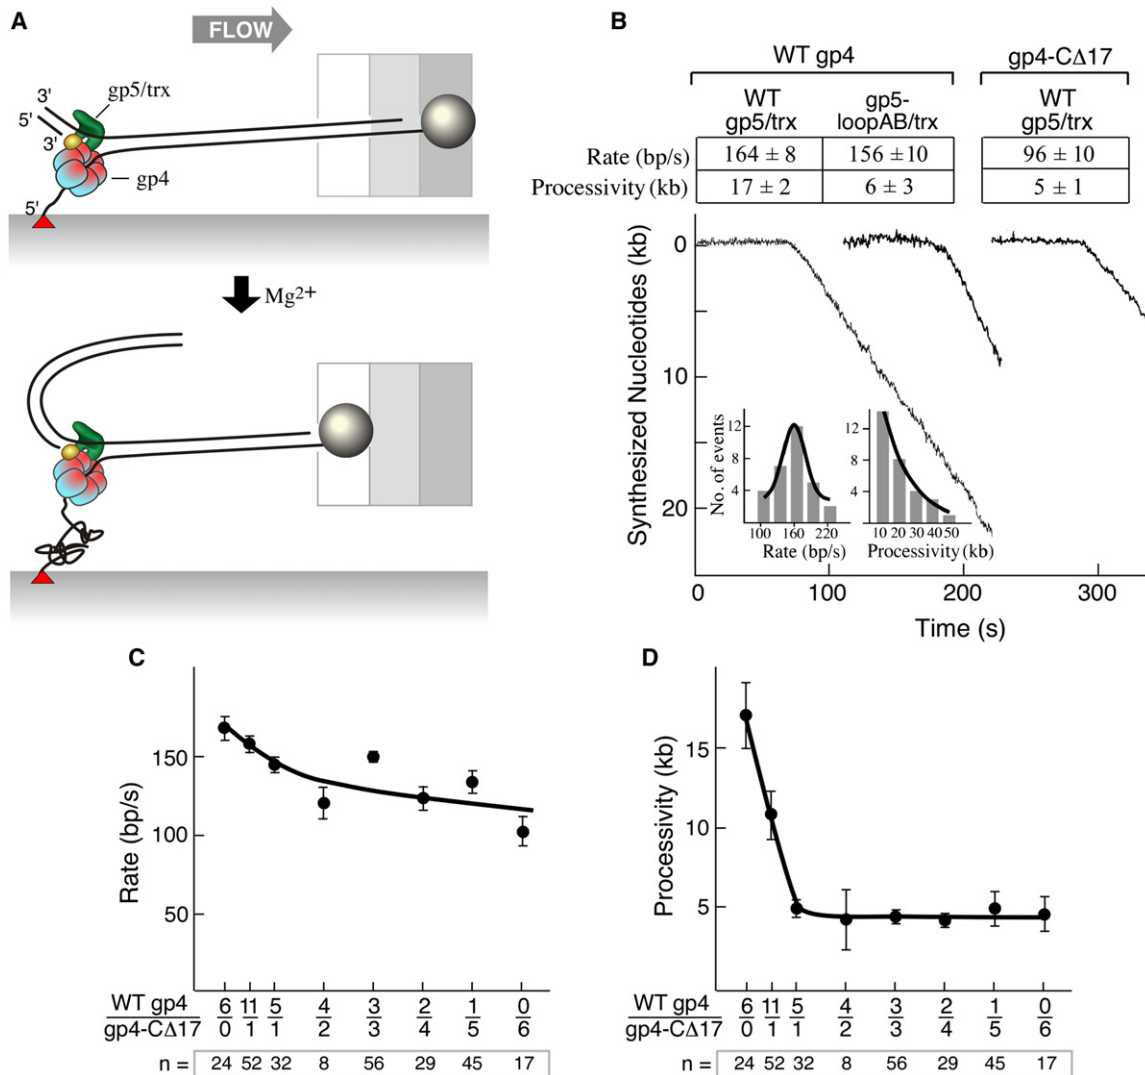 A
FLOW
3'
5'
3'
gp5/trx
gp4
5'
Mg2+
B
WT gp4
gp4-CΔ17
WT gp5/trx
gp5-loopAB/trx
WT gp5/trx
Rate (bp/s) 164 ± 8 156 ±10 96 ± 10
Processivity (kb) 17 ± 2 6 ± 3 5 ± 1
Synthesized Nucleotides (kb)
0
10
20
No. of events
12
8
4
100 160 220
Rate (bp/s)
12
8
4
10 20 30 40 50
Processivity (kb)
0 100 200 300
Time (s)
C
Rate (bp/s)
150
100
50
WT gp4 6 11 5 4 3 2 1 0
gp4-CΔ17 0 1 1 2 3 4 5 6
n = 24 52 32 8 56 29 45 17
D
Processivity (kb)
15
10
5
WT gp4 6 11 5 4 3 2 1 0
gp4-CΔ17 0 1 1 2 3 4 5 6
n = 24 52 32 8 56 29 45 17